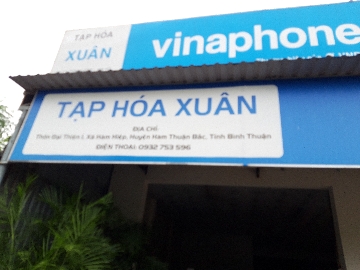 TẠP HÓA
XUÂN
vinaphone
TẠP HÓA XUÂN
ĐỊA CHỈ:
Thôn Đại Thiện 1, Xã Hàm Hiệp, Huyện Hàm Thuận Bắc, Tỉnh Bình Thuận
ĐIỆN THOẠI: 0932 753 596